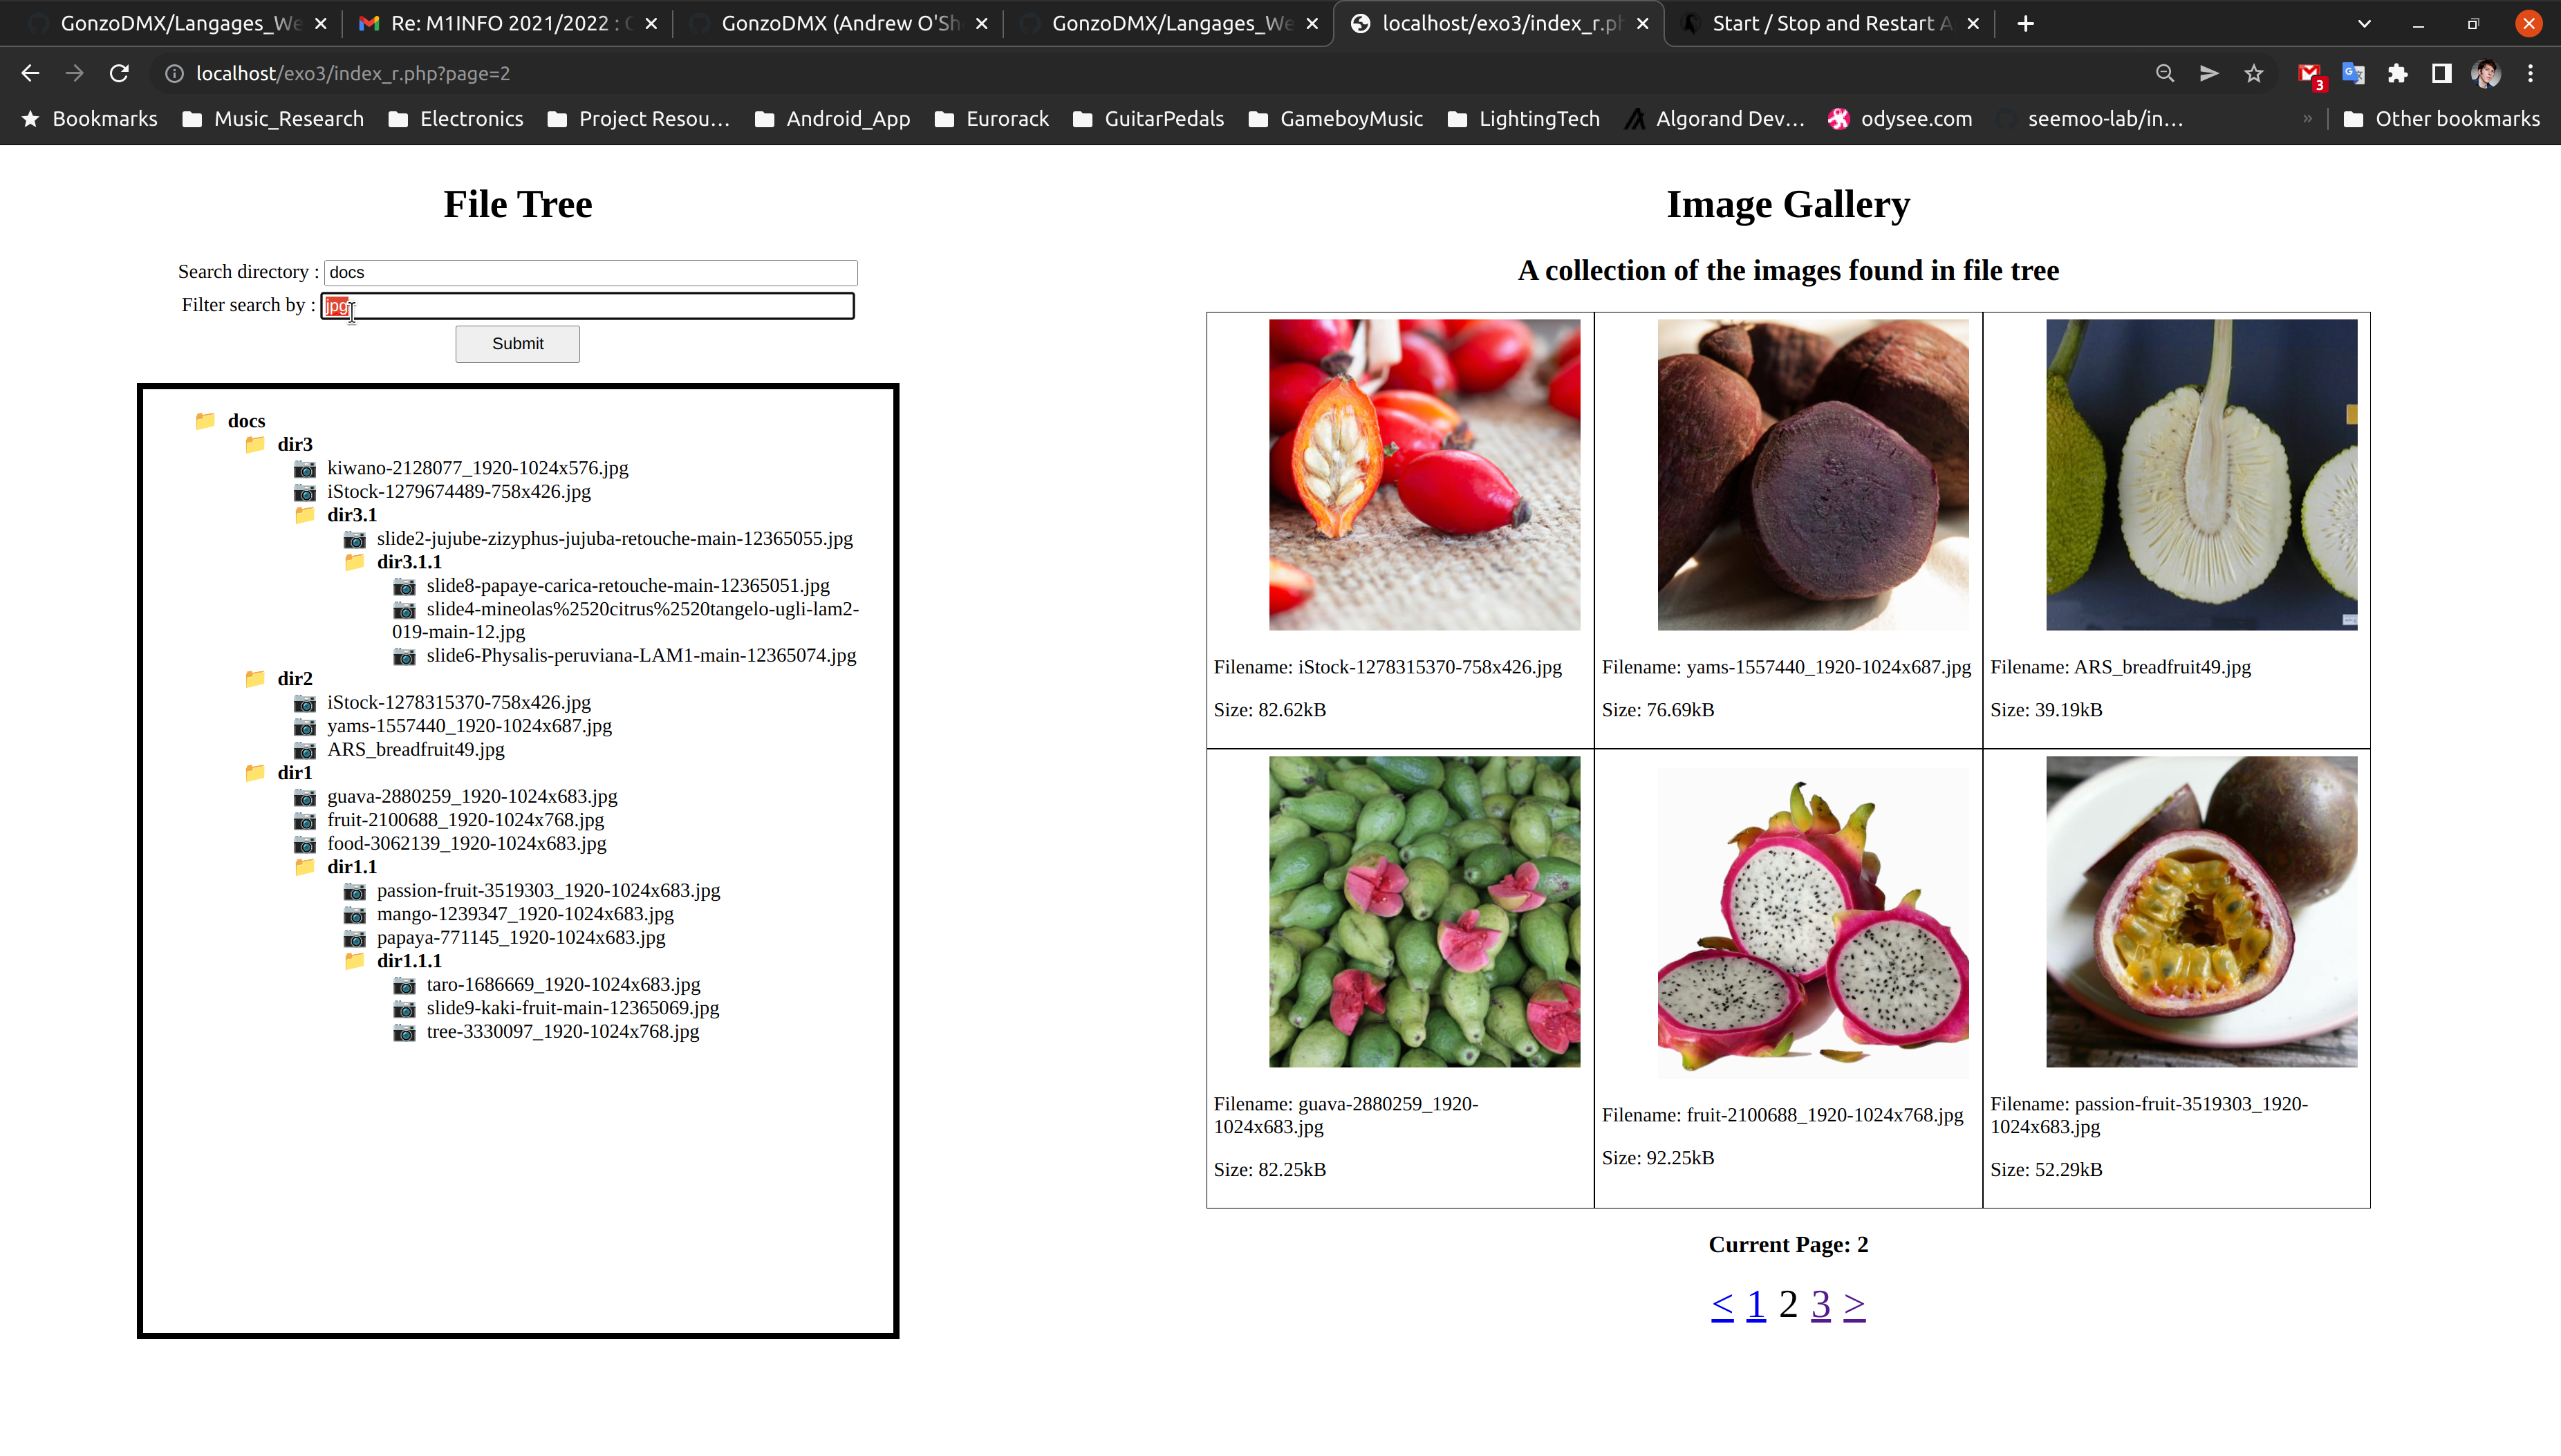 GonzoDMX/Langages_We
Re: M1INFO 2021/2022 : C
GonzoDMX (Andrew O'Sh
GonzoDMX/Langages_We
localhost/exo3/index_r.ph
Start / Stop and Restart A
localhost/exo3/index_r.php?page=2
3
Bookmarks
Music_Research
Electronics
Project Resou…
Android_App
Eurorack
GuitarPedals
GameboyMusic
LightingTech
Algorand Dev…
odysee.com
seemoo-lab/in…
»
Other bookmarks
File Tree
Search directory : docs
Filter search by : jpg
Submit
docs
dir3
kiwano-2128077_1920-1024x576.jpg
iStock-1279674489-758x426.jpg
dir3.1
slide2-jujube-zizyphus-jujuba-retouche-main-12365055.jpg
dir3.1.1
slide8-papaye-carica-retouche-main-12365051.jpg
slide4-mineolas%2520citrus%2520tangelo-ugli-lam2-
019-main-12.jpg
slide6-Physalis-peruviana-LAM1-main-12365074.jpg
dir2
iStock-1278315370-758x426.jpg
yams-1557440_1920-1024x687.jpg
ARS_breadfruit49.jpg
dir1
guava-2880259_1920-1024x683.jpg
fruit-2100688_1920-1024x768.jpg
food-3062139_1920-1024x683.jpg
dir1.1
passion-fruit-3519303_1920-1024x683.jpg
mango-1239347_1920-1024x683.jpg
papaya-771145_1920-1024x683.jpg
dir1.1.1
taro-1686669_1920-1024x683.jpg
slide9-kaki-fruit-main-12365069.jpg
tree-3330097_1920-1024x768.jpg
Image Gallery
A collection of the images found in file tree
Filename: iStock-1278315370-758x426.jpg
Size: 82.62kB
Filename: yams-1557440_1920-1024x687.jpg
Size: 76.69kB
Filename: ARS_breadfruit49.jpg
Size: 39.19kB
Filename: guava-2880259_1920-
1024x683.jpg
Size: 82.25kB
Filename: fruit-2100688_1920-1024x768.jpg
Size: 92.25kB
Filename: passion-fruit-3519303_1920-
1024x683.jpg
Size: 52.29kB
Current Page: 2
< 1 2 3 >